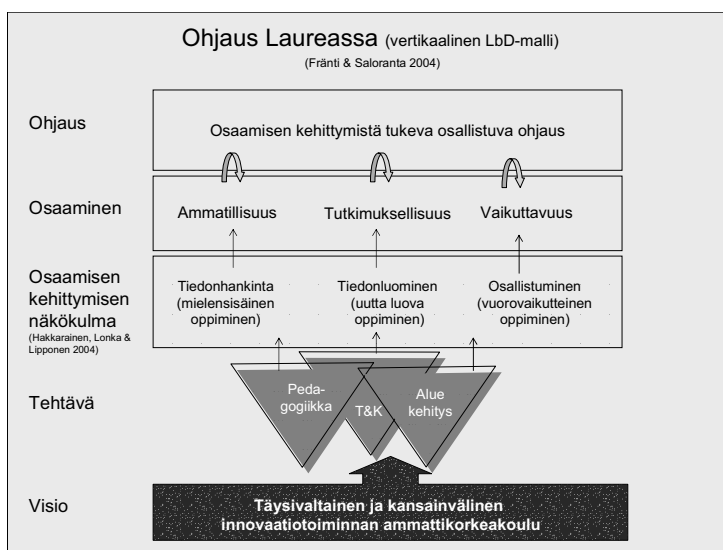 Ohjaus Laureassa (vertikaalinen LbD-malli)
(Fränti & Saloranta 2004)
Ohjaus
Osaamisen kehittymistä tukeva osallistuva ohjaus
Osaaminen
Ammatillisuus
Tutkimuksellisuus
Vaikuttavuus
Osaamisen
kehittymisen
näkökulma
(Hakkarainen, Lonka &
Lipponen 2004)
Tiedonhankinta
(mielensisäinen
oppiminen)
Tiedonluominen
(uutta luova
oppiminen)
Osallistuminen
(vuorovaikutteinen
oppiminen)
Tehtävä
Peda-
gogiikka
T&K
Alue
kehitys
Visio
Täysivaltainen ja kansainvälinen
innovaatiotoiminnan ammattikorkeakoulu